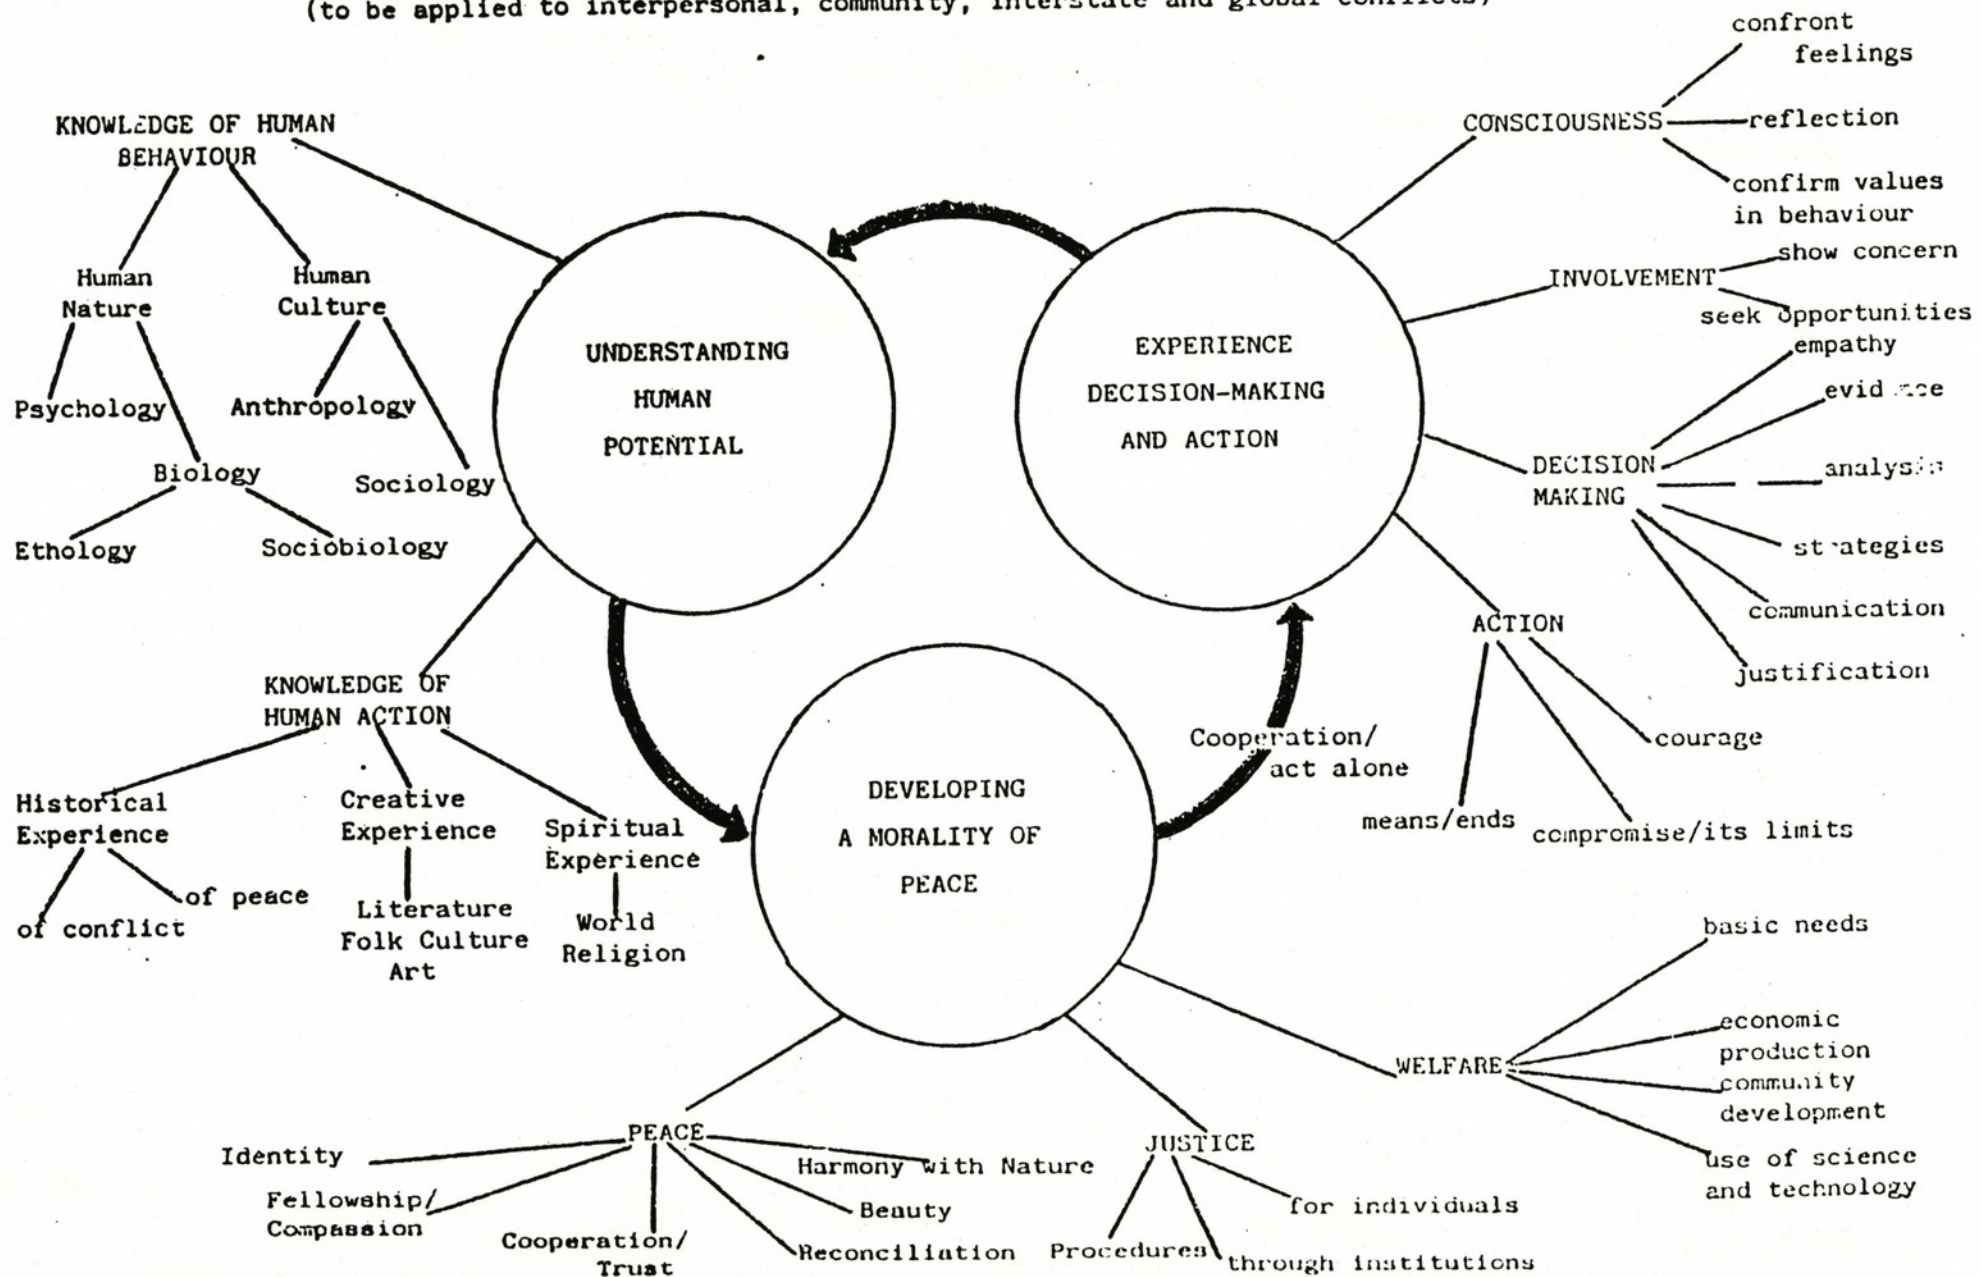 (to be applied to interpersonal, community, interstate and global conflicts)
KNOWLEDGE OF HUMAN
BEHAVIOUR
Human
Nature
Human
Culture
Psychology
Anthropology
Biology
Sociology
Ethology
Sociobiology
UNDERSTANDING
HUMAN
POTENTIAL
KNOWLEDGE OF
HUMAN ACTION
Historical
Experience
of conflict
of peace
Creative
Experience
Literature
Folk Culture
Art
Spiritual
Experience
World
Religion
EXPERIENCE
DECISION-MAKING
AND ACTION
CONSCIOUSNESS
confront
feelings
reflection
confirm values
in behaviour
INVOLVEMENT
show concern
seek opportunities
DECISION
MAKING
empathy
evidence
analysis
strategies
communication
justification
ACTION
courage
compromise/its limits
means/ends
Cooperation/
act alone
DEVELOPING
A MORALITY OF
PEACE
PEACE
Identity
Fellowship/
Compassion
Cooperation/
Trust
Reconciliation
Beauty
Harmony with Nature
JUSTICE
Procedures
through institutions
for individuals
WELFARE
basic needs
economic
production
community
development
use of science
and technology